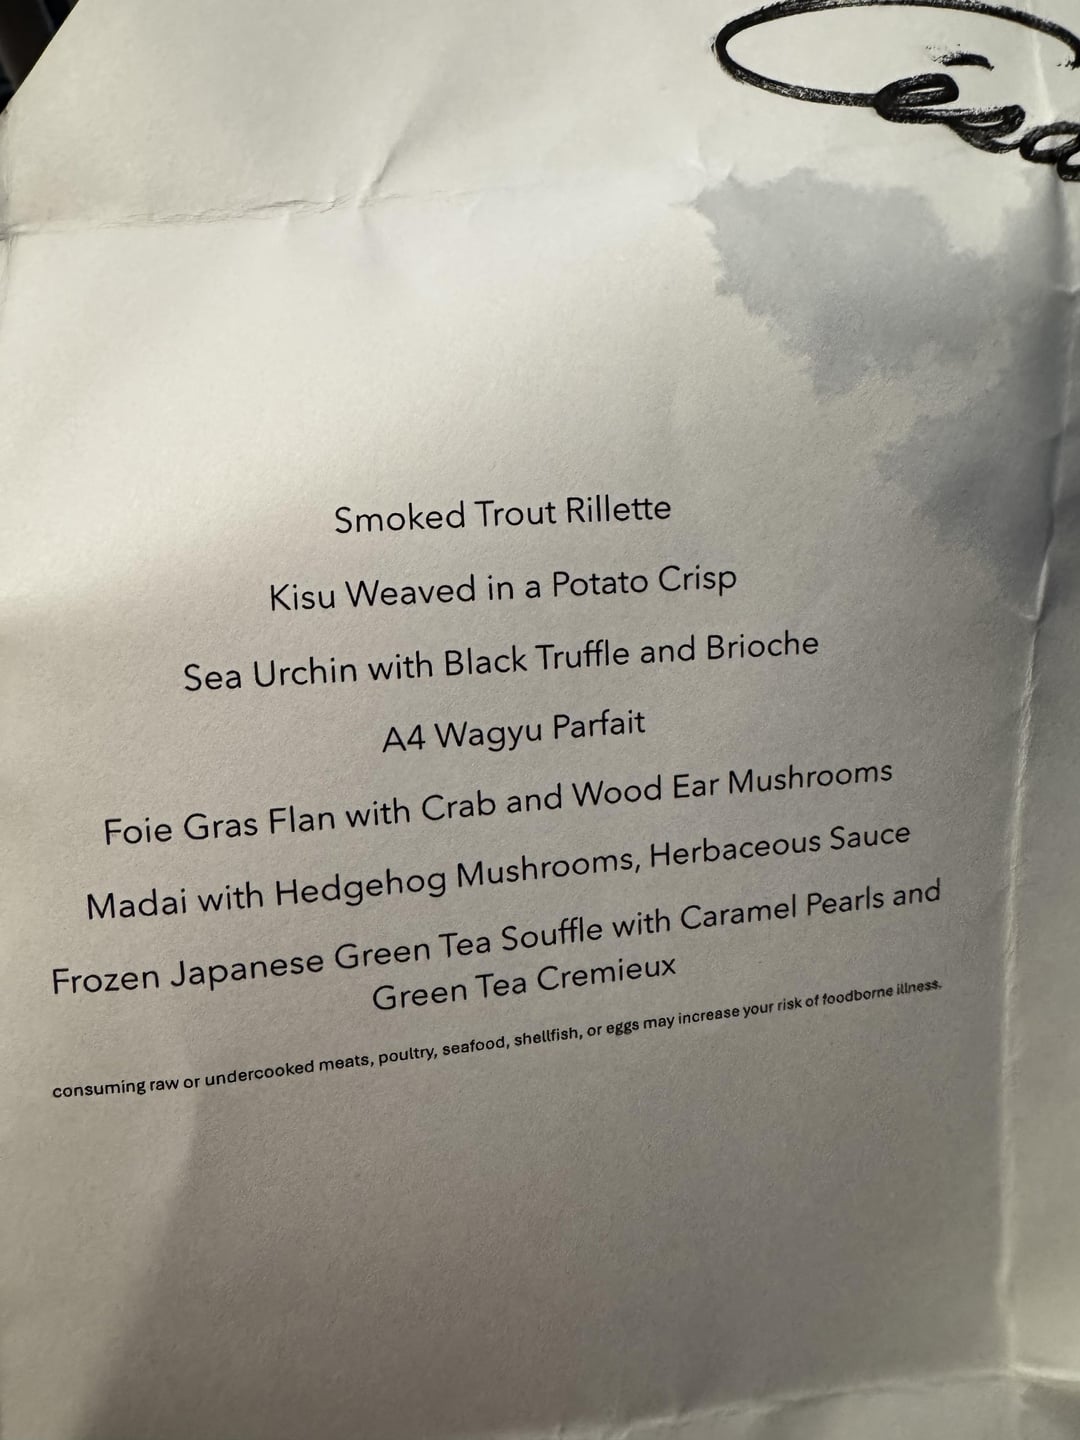 Smoked Trout Rillette
Kisu Weaved in a Potato Crisp
Sea Urchin with Black Truffle and Brioche
A4 Wagyu Parfait
Foie Gras Flan with Crab and Wood Ear Mushrooms
Madai with Hedgehog Mushrooms, Herbaceous Sauce
Frozen Japanese Green Tea Souffle with Caramel Pearls and
Green Tea Cremieux
consuming raw or undercooked meats, poultry, seafood, shellfish, or eggs may increase your risk of foodborne illness.